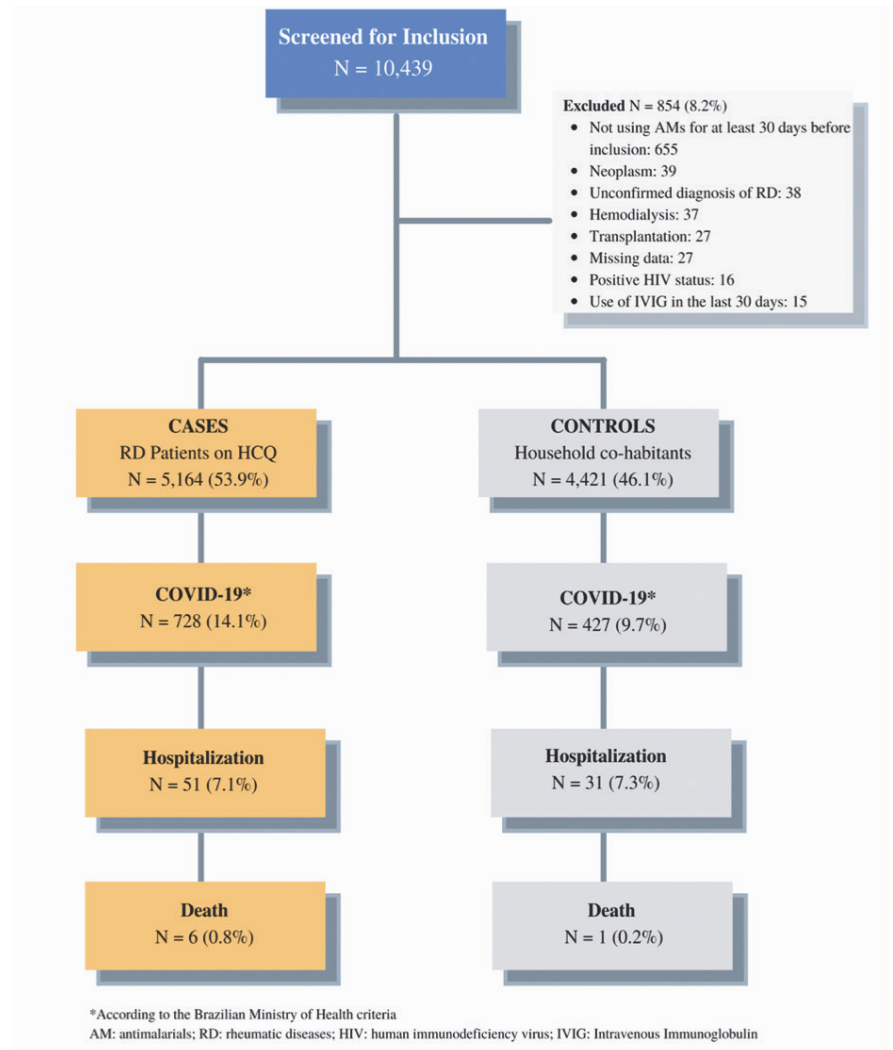 Screened for Inclusion
N = 10,439
Excluded N = 854 (8.2%)
• Not using AMs for at least 30 days before
inclusion: 655
• Neoplasm: 39
• Unconfirmed diagnosis of RD: 38
• Hemodialysis: 37
• Transplantation: 27
• Missing data: 27
• Positive HIV status: 16
• Use of IVIG in the last 30 days: 15
CASES
RD Patients on HCQ
N = 5,164 (53.9%)
CONTROLS
Household co-habitants
N = 4,421 (46.1%)
COVID-19*
N = 728 (14.1%)
COVID-19*
N = 427 (9.7%)
Hospitalization
N = 51 (7.1%)
Hospitalization
N = 31 (7.3%)
Death
N = 6 (0.8%)
Death
N = 1 (0.2%)
*According to the Brazilian Ministry of Health criteria
AM: antimalarials; RD: rheumatic diseases; HIV: human immunodeficiency virus; IVIG: Intravenous Immunoglobulin